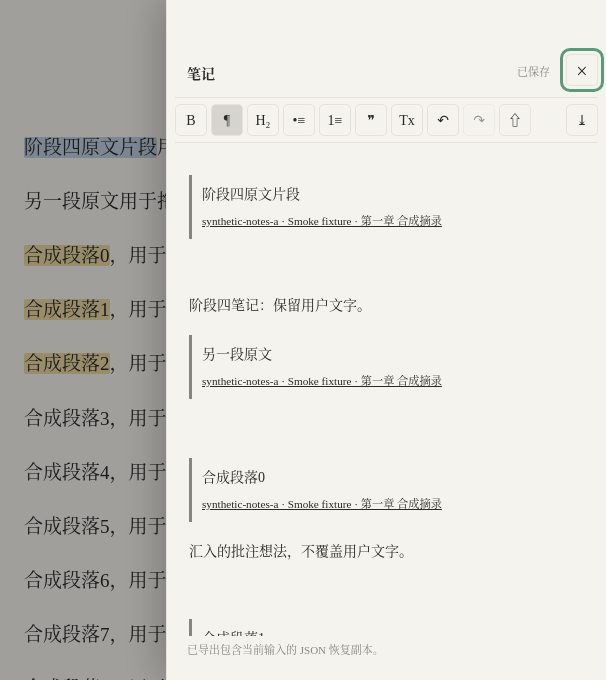 笔记
已保存
×
B ¶ H₂ •≡ 1≡ ❞ Tx ↶ ↷ ⇧ ⤓
阶段四原文片段
另一段原文用于
合成段落0，用于
合成段落1，用于
合成段落2，用于
合成段落3，用于
合成段落4，用于
合成段落5，用于
合成段落6，用于
合成段落7，用于
阶段四原文片段
synthetic-notes-a · Smoke fixture · 第一章 合成摘录
阶段四笔记：保留用户文字。
另一段原文
synthetic-notes-a · Smoke fixture · 第一章 合成摘录
合成段落0
synthetic-notes-a · Smoke fixture · 第一章 合成摘录
汇入的批注想法，不覆盖用户文字。
合成段落1
已导出包含当前输入的 JSON 恢复副本。